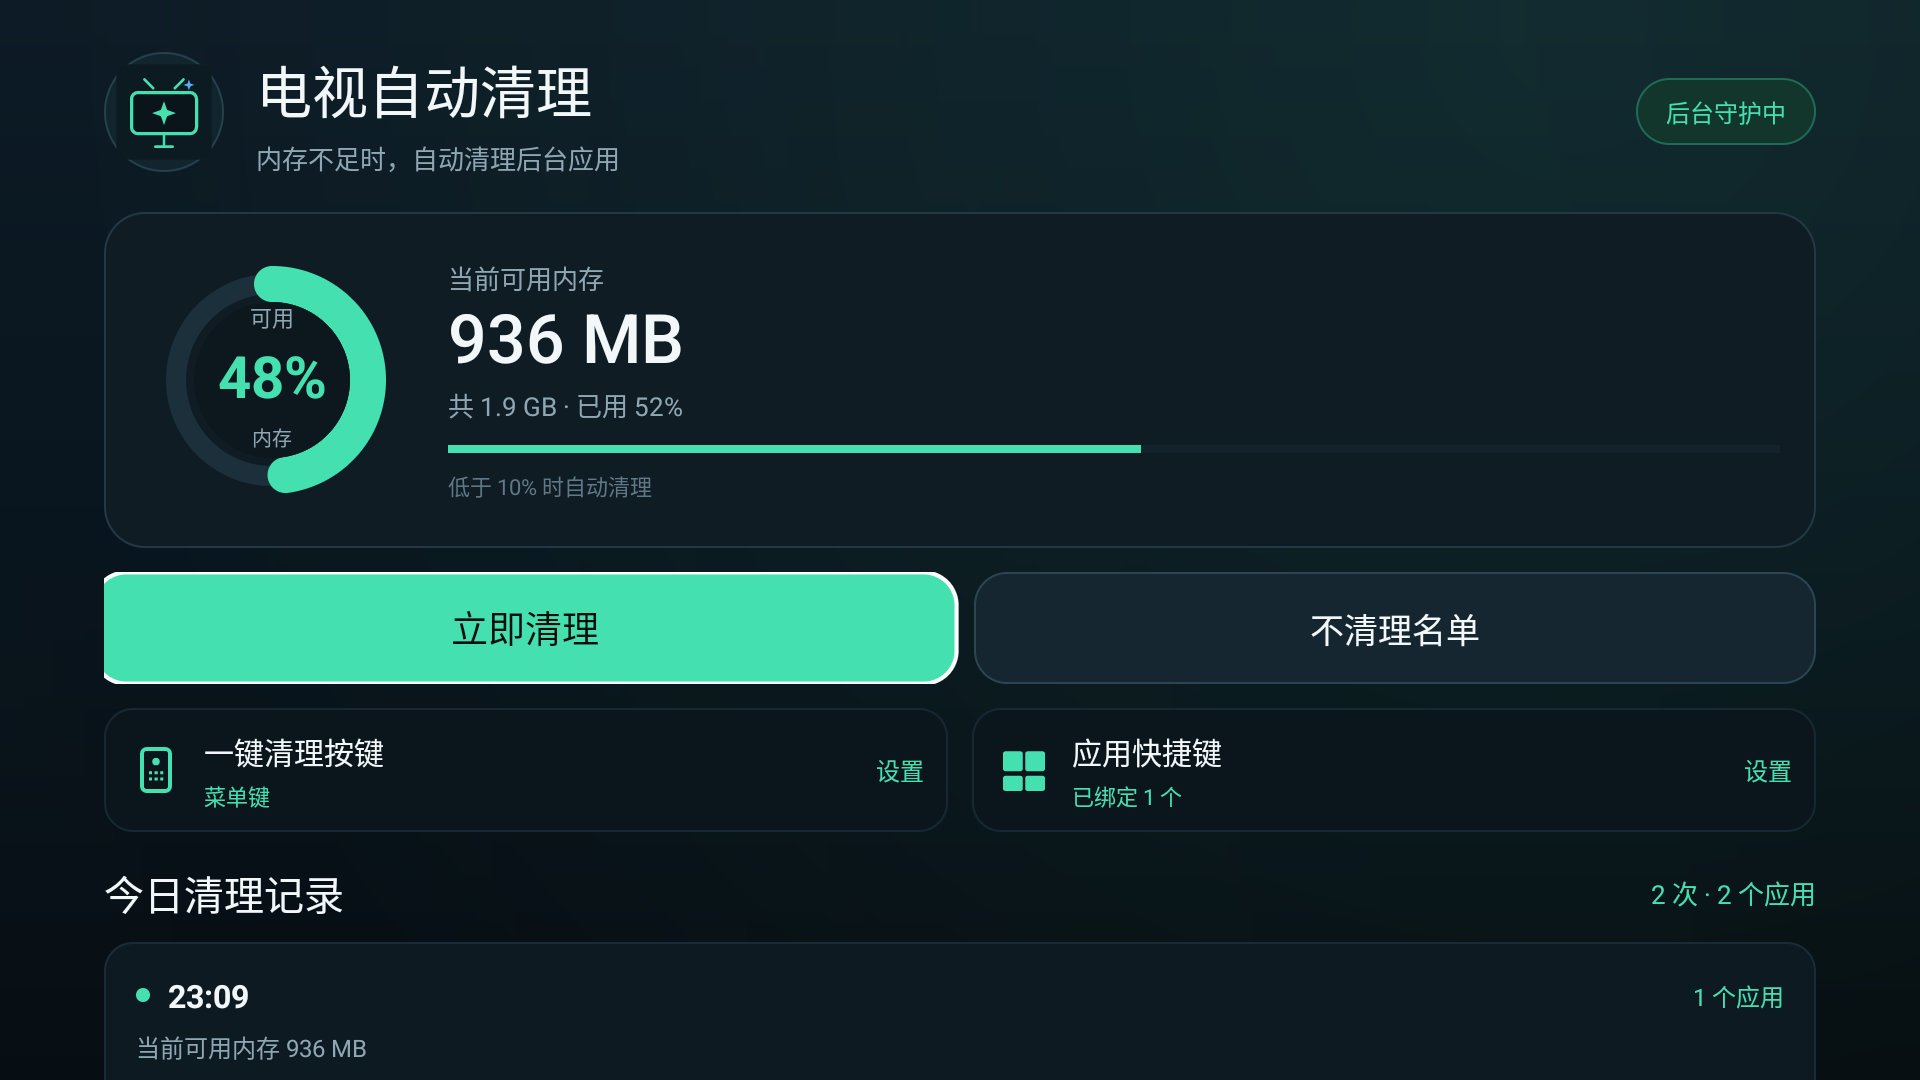 电视自动清理
内存不足时，自动清理后台应用
后台守护中
可用
48%
内存
当前可用内存
936 MB
共 1.9 GB · 已用 52%
低于 10% 时自动清理
立即清理
不清理名单
一键清理按键
菜单键
设置
应用快捷键
已绑定 1 个
设置
今日清理记录
2 次 · 2 个应用
23:09
1 个应用
当前可用内存 936 MB